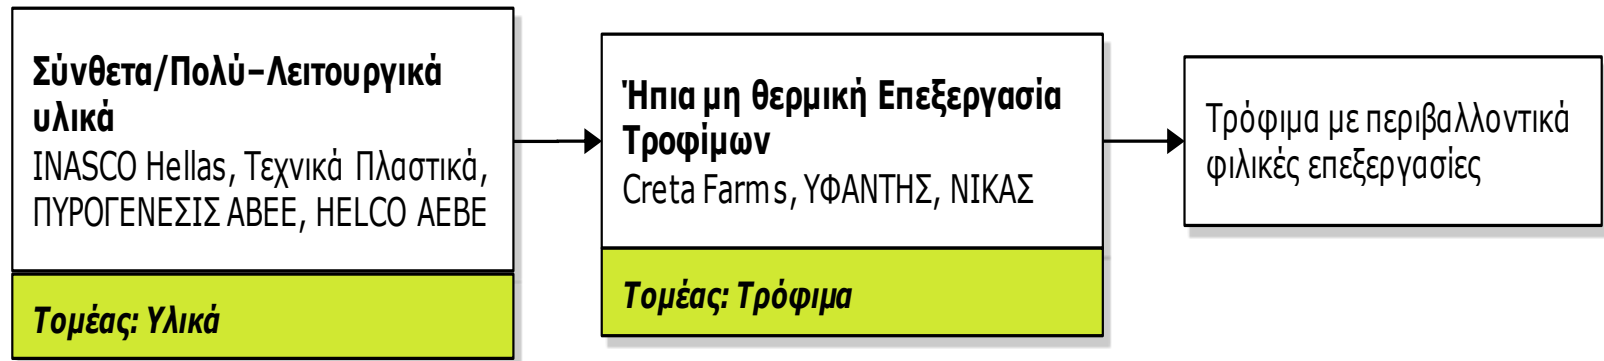 Σύνθετα/Πολύ–Λειτουργικά
υλικά
INASCO Hellas, Τεχνικά Πλαστικά,
ΠΥΡΟΓΕΝΕΣΙΣ ΑΒΕΕ, HELCO ΑΕΒΕ
Τομέας: Υλικά
Ήπια μη θερμική Επεξεργασία
Τροφίμων
Creta Farms, ΥΦΑΝΤΗΣ, ΝΙΚΑΣ
Τομέας: Τρόφιμα
Τρόφιμα με περιβαλλοντικά
φιλικές επεξεργασίες